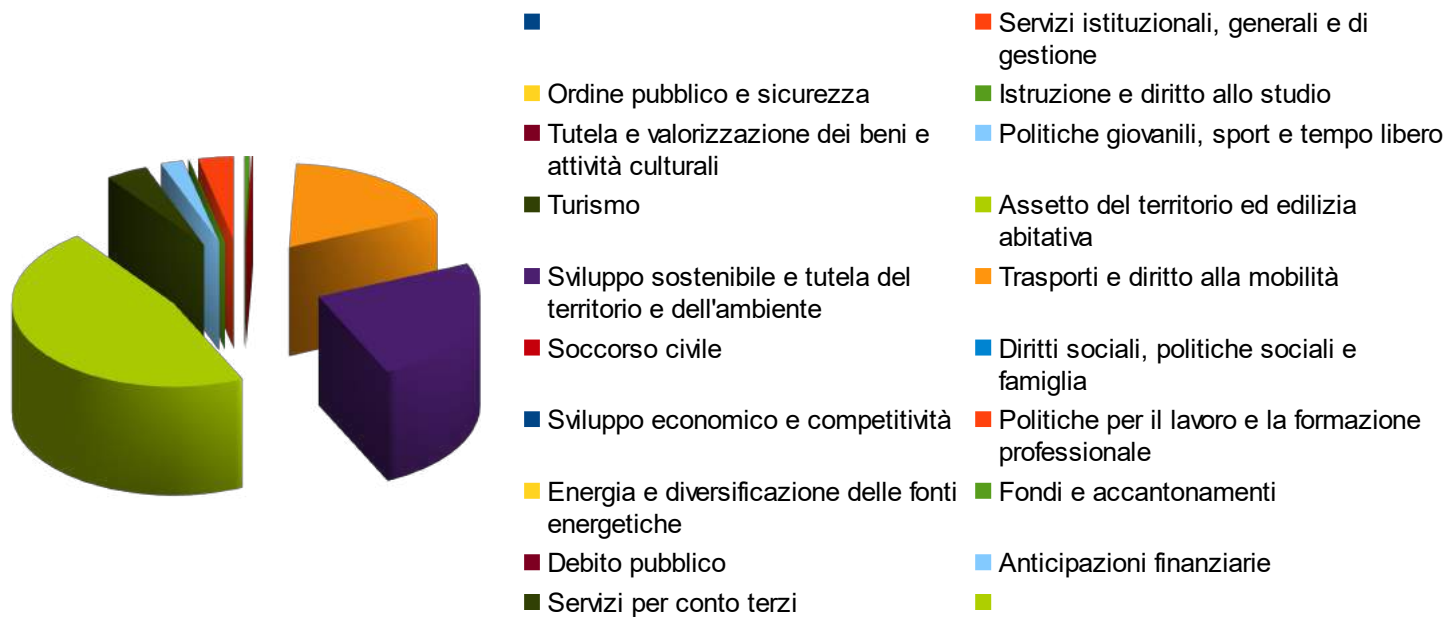 Servizi istituzionali, generali e di
gestione
Ordine pubblico e sicurezza
Istruzione e diritto allo studio
Tutela e valorizzazione dei beni e
attività culturali
Politiche giovanili, sport e tempo libero
Turismo
Assetto del territorio ed edilizia
abitativa
Sviluppo sostenibile e tutela del
territorio e dell'ambiente
Trasporti e diritto alla mobilità
Soccorso civile
Diritti sociali, politiche sociali e
famiglia
Sviluppo economico e competitività
Politiche per il lavoro e la formazione
professionale
Energia e diversificazione delle fonti
energetiche
Fondi e accantonamenti
Debito pubblico
Anticipazioni finanziarie
Servizi per conto terzi